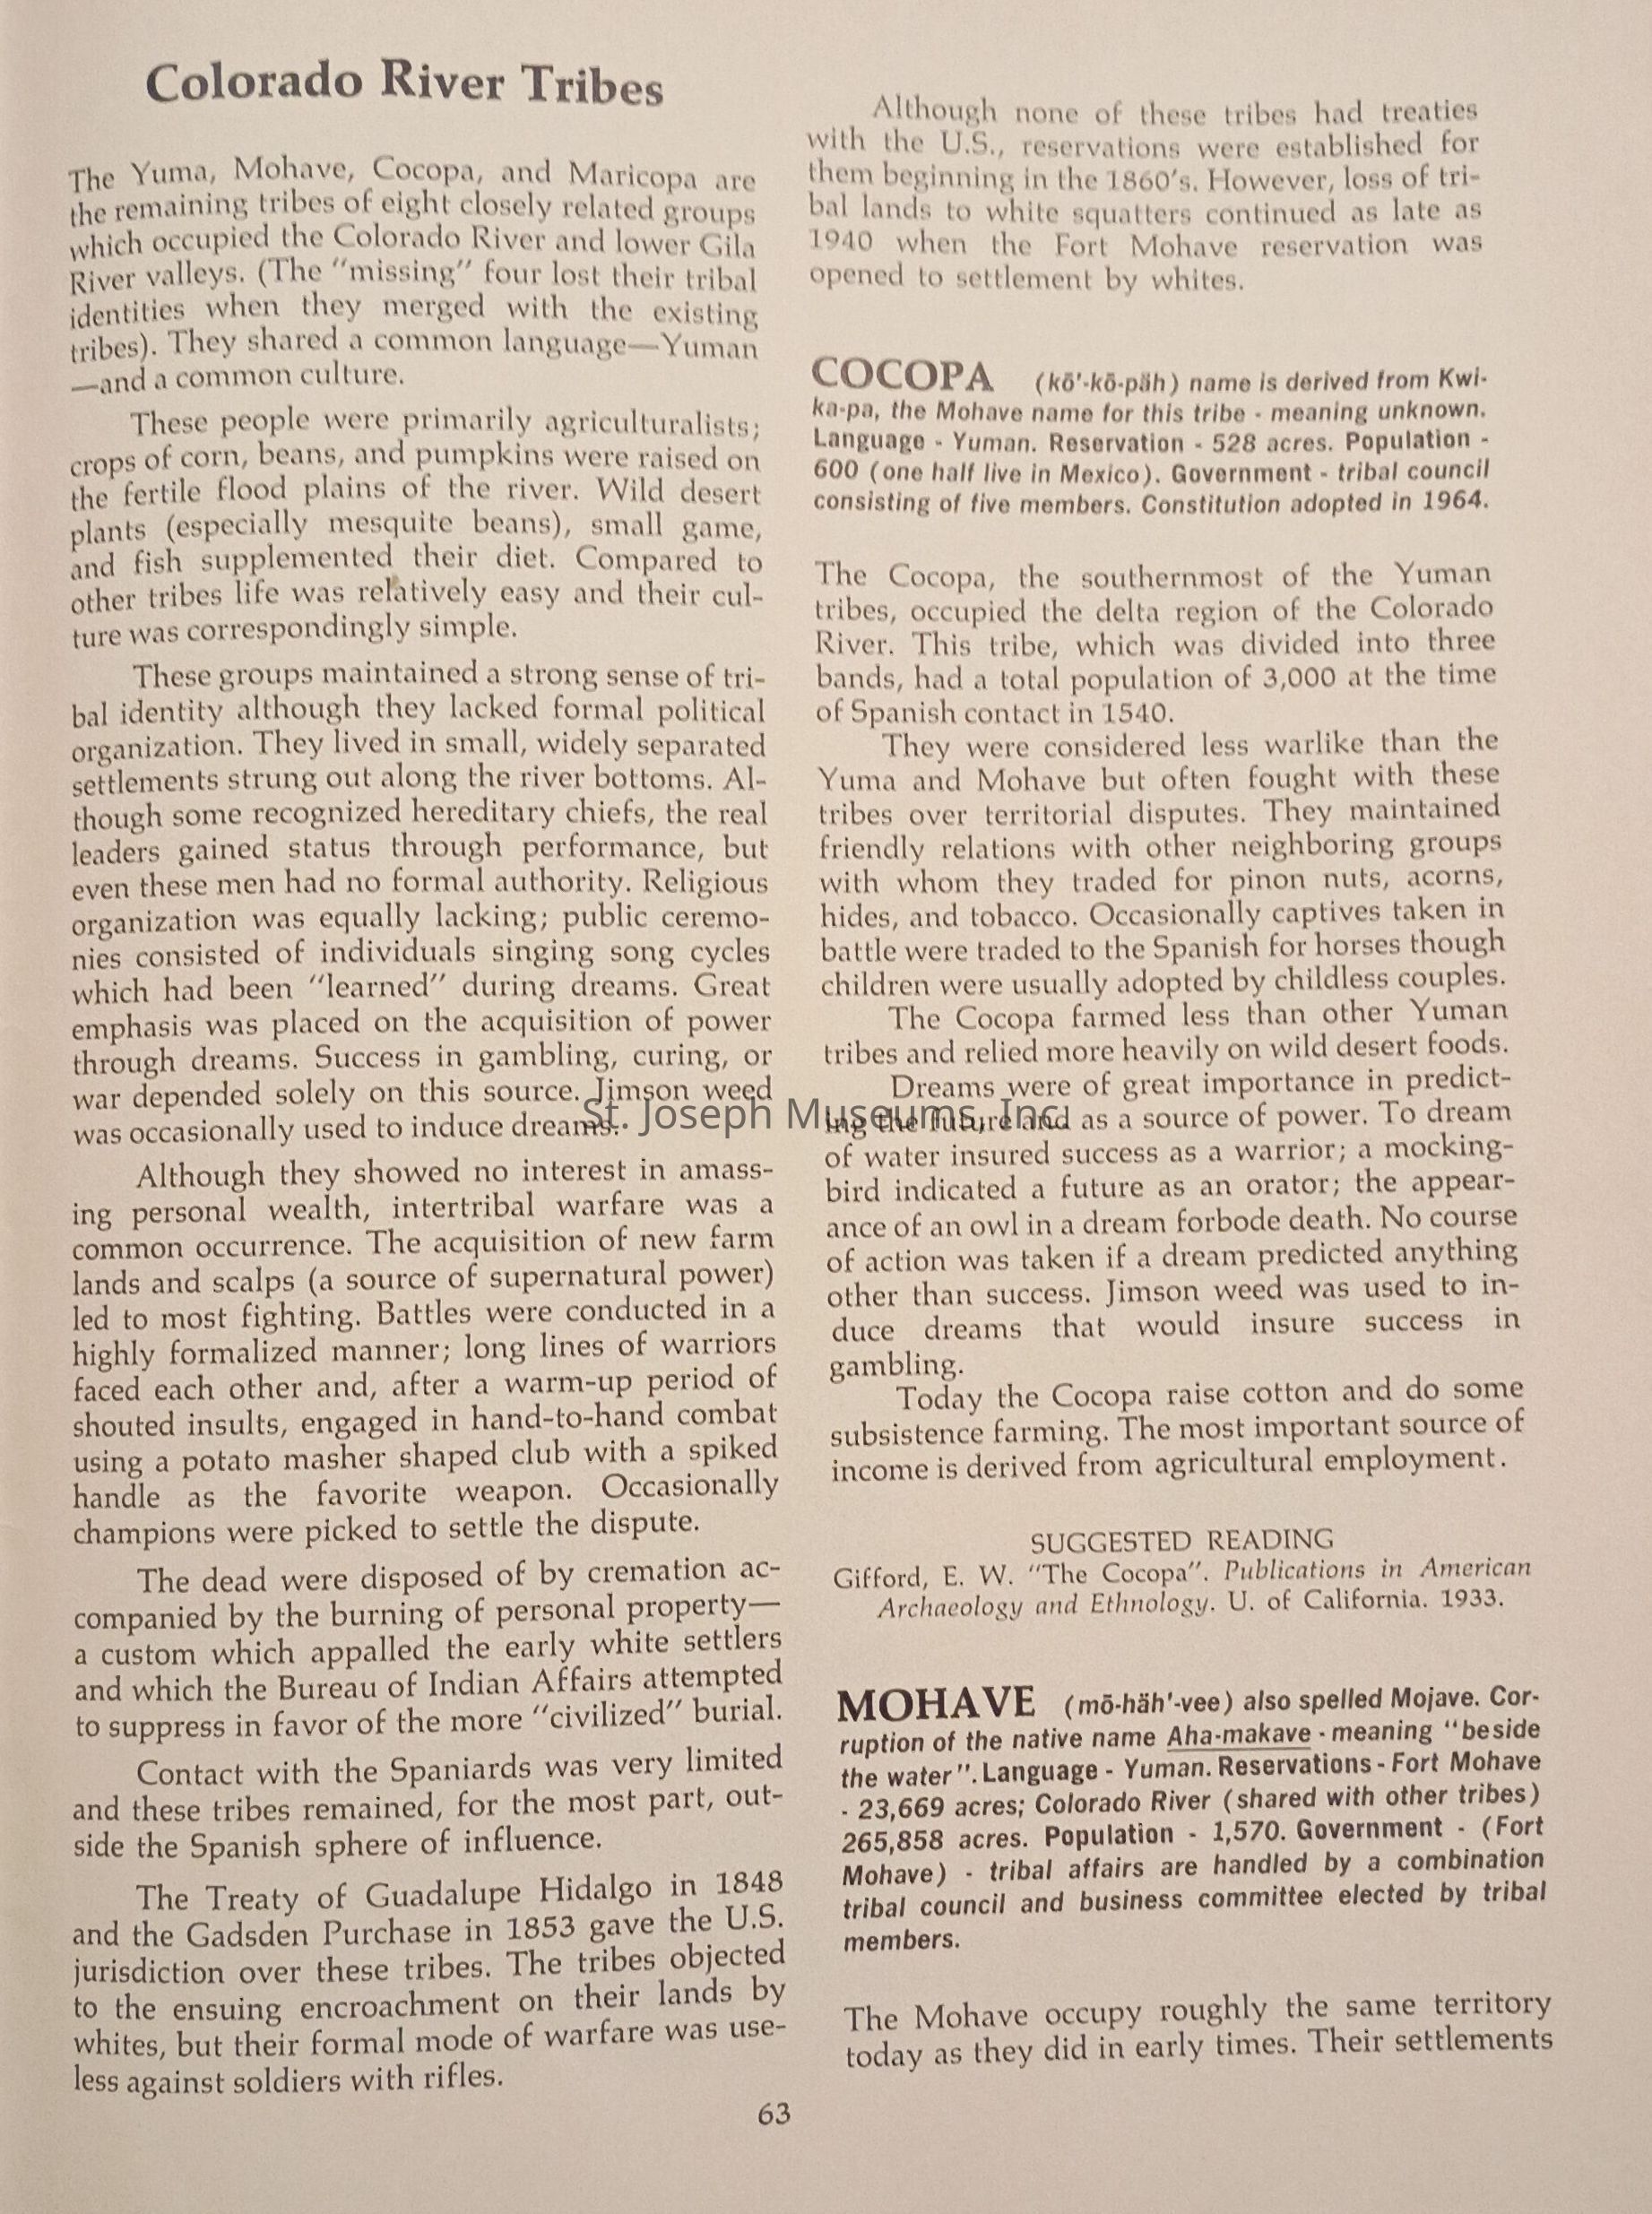 Colorado River Tribes
The Yuma, Mohave, Cocopa, and Maricopa are
the remaining tribes of eight closely related groups
which occupied the Colorado River and lower Gila
River valleys. (The "missing" four lost their tribal
identities when they merged with the existing
tribes). They shared a common language—Yuman
—and a common culture.
These people were primarily agriculturalists;
crops of corn, beans, and pumpkins were raised on
the fertile flood plains of the river. Wild desert
plants (especially mesquite beans), small game,
and fish supplemented their diet. Compared to
other tribes life was relatively easy and their cul-
ture was correspondingly simple.
These groups maintained a strong sense of tri-
bal identity although they lacked formal political
organization. They lived in small, widely separated
settlements strung out along the river bottoms. Al-
though some recognized hereditary chiefs, the real
leaders gained status through performance, but
even these men had no formal authority. Religious
organization was equally lacking; public ceremo-
nies consisted of individuals singing song cycles
which had been "learned" during dreams. Great
emphasis was placed on the acquisition of power
through dreams. Success in gambling, curing, or
war depended solely on this source. Jimson weed
was occasionally used to induce dreams.
Although they showed no interest in amass-
ing personal wealth, intertribal warfare was a
common occurrence. The acquisition of new farm
lands and scalps (a source of supernatural power)
led to most fighting. Battles were conducted in a
highly formalized manner; long lines of warriors
faced each other and, after a warm-up period of
shouted insults, engaged in hand-to-hand combat
using a potato masher shaped club with a spiked
handle as the favorite weapon. Occasionally
champions were picked to settle the dispute.
The dead were disposed of by cremation ac-
companied by the burning of personal property—
a custom which appalled the early white settlers
and which the Bureau of Indian Affairs attempted
to suppress in favor of the more "civilized" burial.
Contact with the Spaniards was very limited
and these tribes remained, for the most part, out-
side the Spanish sphere of influence.
The Treaty of Guadalupe Hidalgo in 1848
and the Gadsden Purchase in 1853 gave the U.S.
jurisdiction over these tribes. The tribes objected
to the ensuing encroachment on their lands by
whites, but their formal mode of warfare was use-
less against soldiers with rifles.
Although none of these tribes had treaties
with the U.S., reservations were established for
them beginning in the 1860's. However, loss of tri-
bal lands to white squatters continued as late as
1940 when the Fort Mohave reservation was
opened to settlement by whites.
COCOPA (kō'-kō-päh) name is derived from Kwi-
ka-pa, the Mohave name for this tribe - meaning unknown.
Language - Yuman. Reservation - 528 acres. Population -
600 (one half live in Mexico). Government - tribal council
consisting of five members. Constitution adopted in 1964.
The Cocopa, the southernmost of the Yuman
tribes, occupied the delta region of the Colorado
River. This tribe, which was divided into three
bands, had a total population of 3,000 at the time
of Spanish contact in 1540.
They were considered less warlike than the
Yuma and Mohave but often fought with these
tribes over territorial disputes. They maintained
friendly relations with other neighboring groups
with whom they traded for pinon nuts, acorns,
hides, and tobacco. Occasionally captives taken in
battle were traded to the Spanish for horses though
children were usually adopted by childless couples.
The Cocopa farmed less than other Yuman
tribes and relied more heavily on wild desert foods.
Dreams were of great importance in predict-
ing the future and as a source of power. To dream
of water insured success as a warrior; a mocking-
bird indicated a future as an orator; the appear-
ance of an owl in a dream forbode death. No course
of action was taken if a dream predicted anything
other than success. Jimson weed was used to in-
duce dreams that would insure success in
gambling.
Today the Cocopa raise cotton and do some
subsistence farming. The most important source of
income is derived from agricultural employment.
SUGGESTED READING
Gifford, E. W. "The Cocopa". Publications in American
Archaeology and Ethnology. U. of California. 1933.
MOHAVE (mō-häh'-vee) also spelled Mojave. Cor-
ruption of the native name Aha-makave - meaning "beside
the water". Language - Yuman. Reservations - Fort Mohave
- 23,669 acres; Colorado River (shared with other tribes)
265,858 acres. Population - 1,570. Government - (Fort
Mohave) - tribal affairs are handled by a combination
tribal council and business committee elected by tribal
members.
The Mohave occupy roughly the same territory
today as they did in early times. Their settlements
63
St. Joseph Museums, Inc.